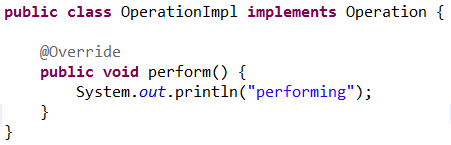 public class OperationImpl implements Operation {
@Override
public void perform() {
System.out.println("performing");
}
}